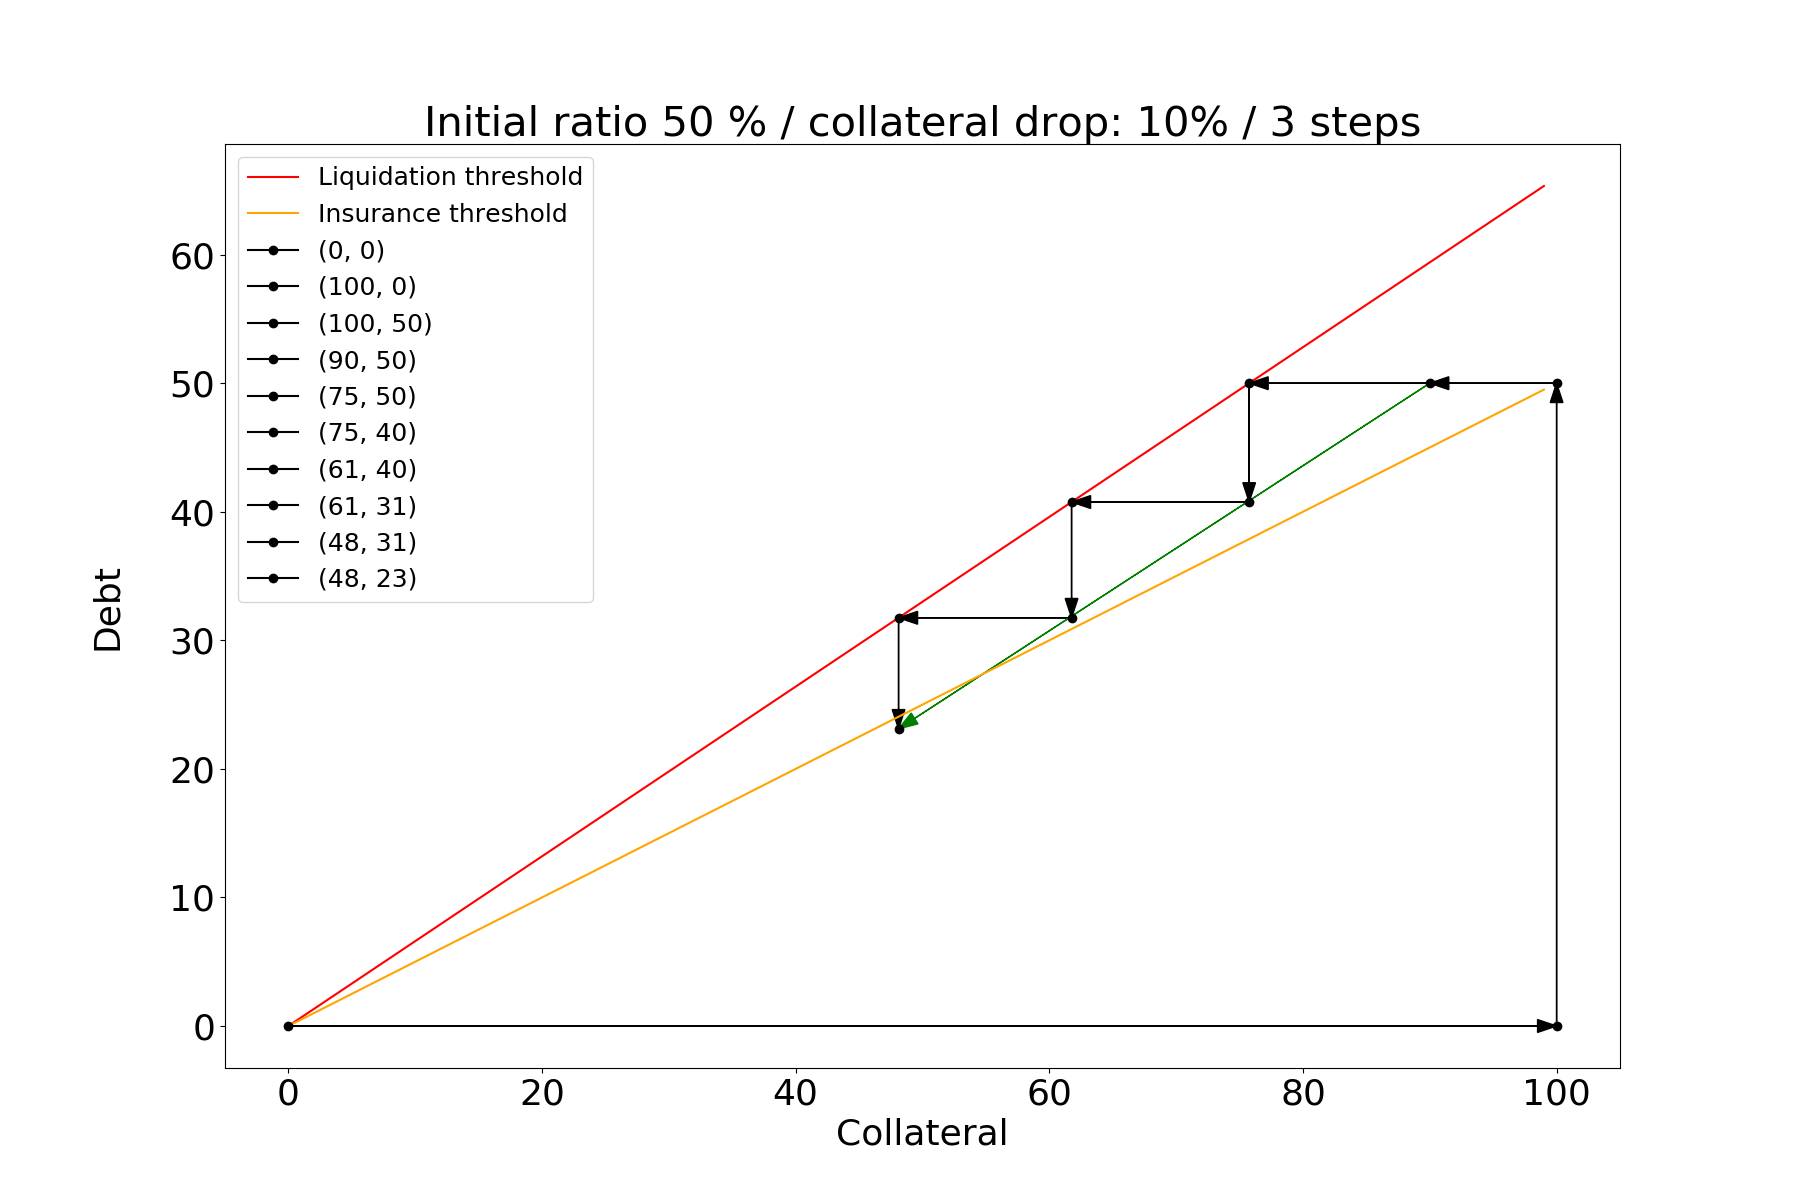 Initial ratio 50 % / collateral drop: 10% / 3 steps
Liquidation threshold
Insurance threshold
(0, 0)
(100, 0)
(100, 50)
(90, 50)
(75, 50)
(75, 40)
(61, 40)
(61, 31)
(48, 31)
(48, 23)
60
50
40
30
20
10
0
Debt
0 20 40 60 80 100
Collateral